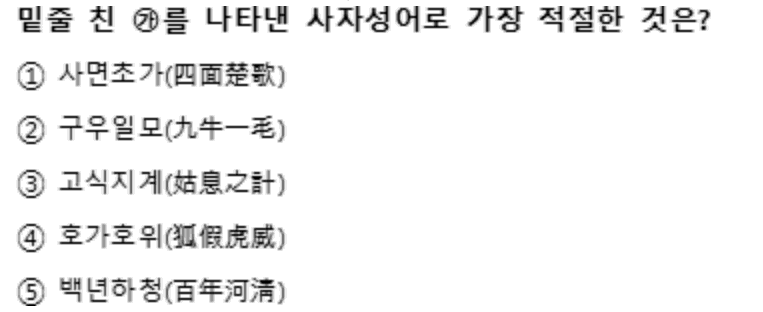 밑줄 친 ㉮를 나타낸 사자성어로 가장 적절한 것은?
① 사면초가(四面楚歌)
② 구우일모(九牛一毛)
③ 고식지계(姑息之計)
④ 호가호위(狐假虎威)
⑤ 백년하청(百年河淸)